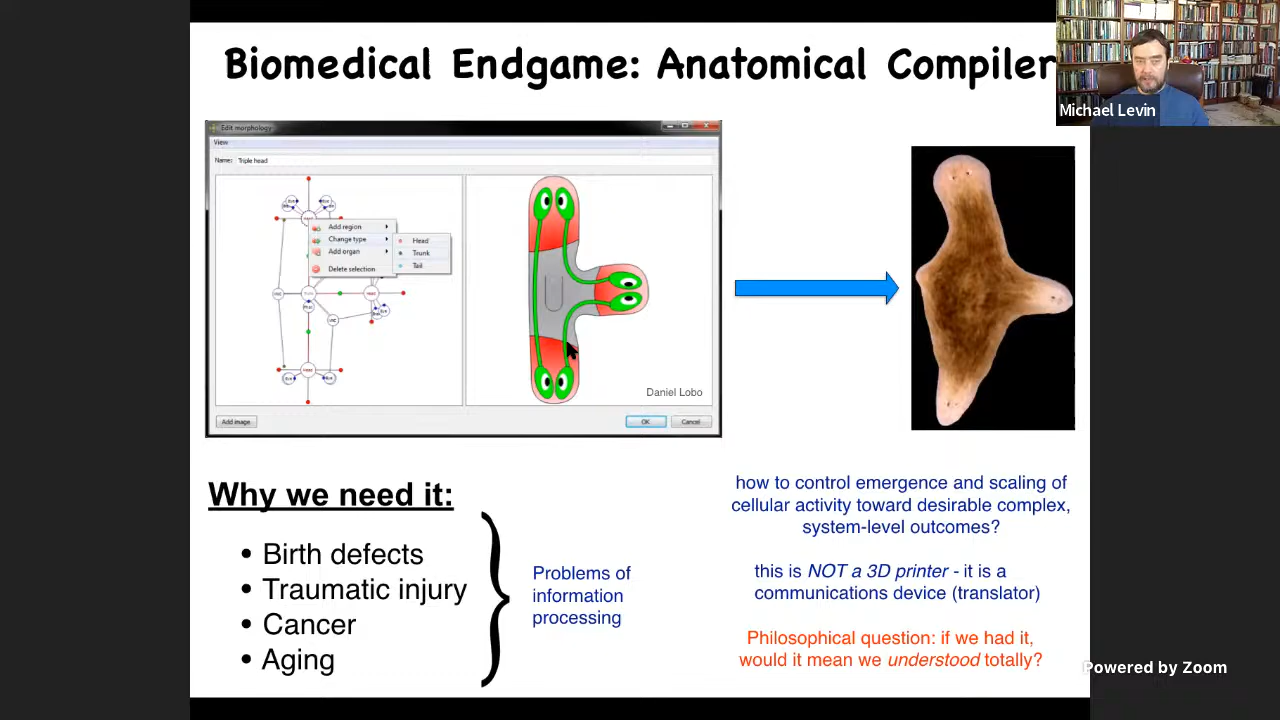 Biomedical Endgame: Anatomical Compiler
Michael Levin
Edit morphology
View
Name: Triple head
Add region
Change type
Add organ
Delete selection
Head
Trunk
Tail
Daniel Lobo
Add image
OK
Cancel
Why we need it:
• Birth defects
• Traumatic injury
• Cancer
• Aging
Problems of
information
processing
how to control emergence and scaling of
cellular activity toward desirable complex,
system-level outcomes?
this is NOT a 3D printer - it is a
communications device (translator)
Philosophical question: if we had it,
would it mean we understood totally?
Powered by Zoom